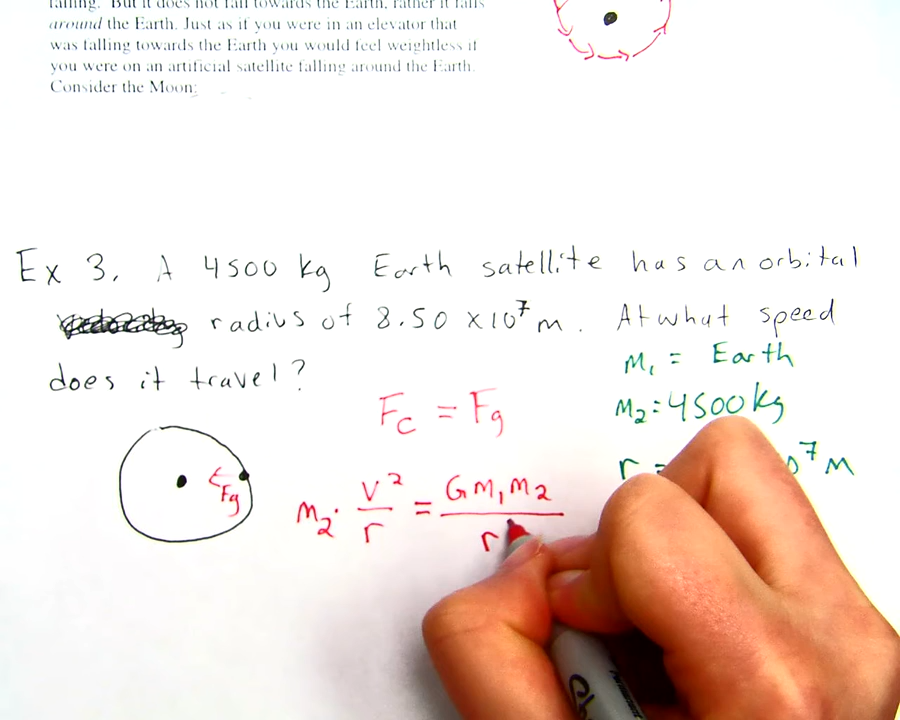 falling. But it does not fall towards the Earth, rather it falls
around the Earth. Just as if you were in an elevator that
was falling towards the Earth you would feel weightless if
you were on an artificial satellite falling around the Earth.
Consider the Moon:
Ex 3. A 4500 kg Earth satellite has an orbital
radius of 8.50 x10⁷ m. At what speed
does it travel?
m₁ = Earth
m₂ = 4500 kg
r = 0⁷ m
Fc = Fg
Fg
m₂ · v²/r = Gm₁m₂/r